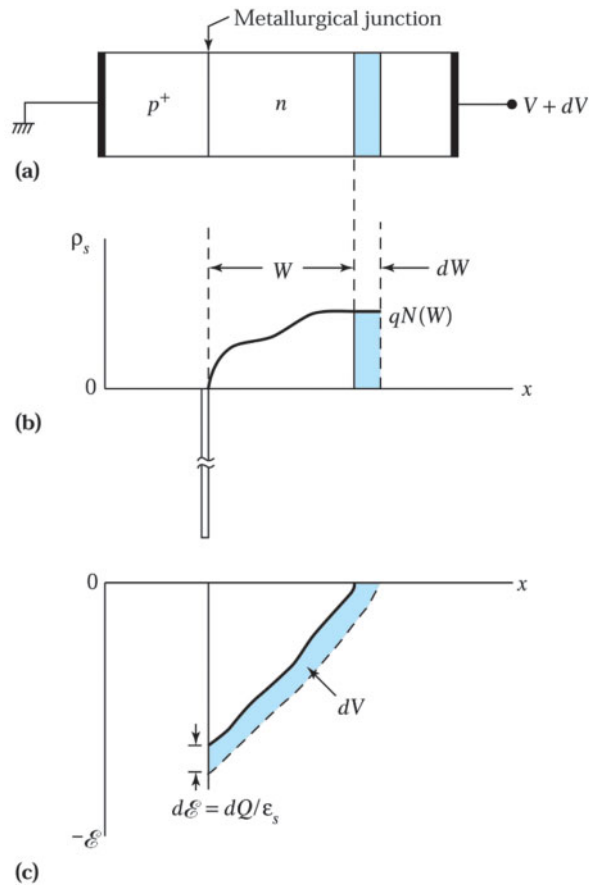 Metallurgical junction
p⁺
n
V + dV
(a)
ρₛ
W
dW
qN(W)
0
x
(b)
0
x
dV
dℰ = dQ/εₛ
−ℰ
(c)